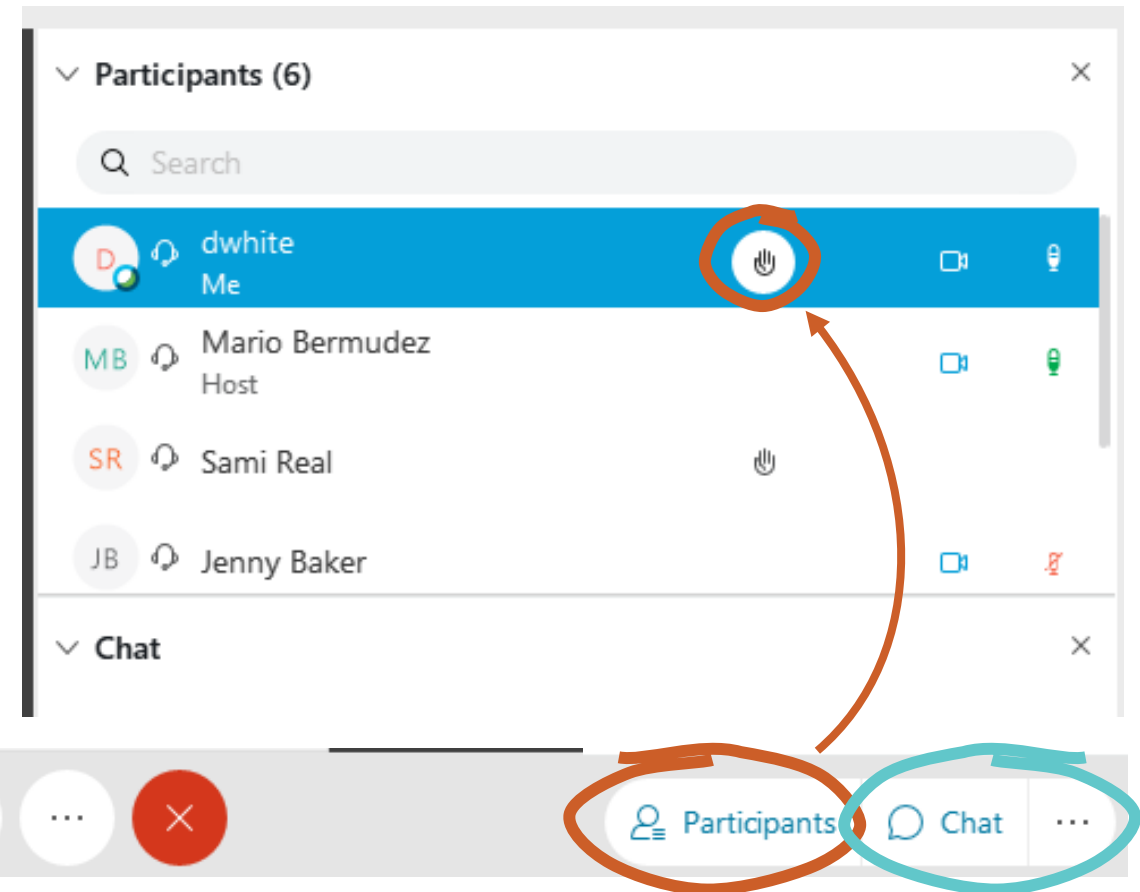 Participants (6)
Search
D
dwhite
Me
MB
Mario Bermudez
Host
SR
Sami Real
JB
Jenny Baker
Chat
Participants
Chat